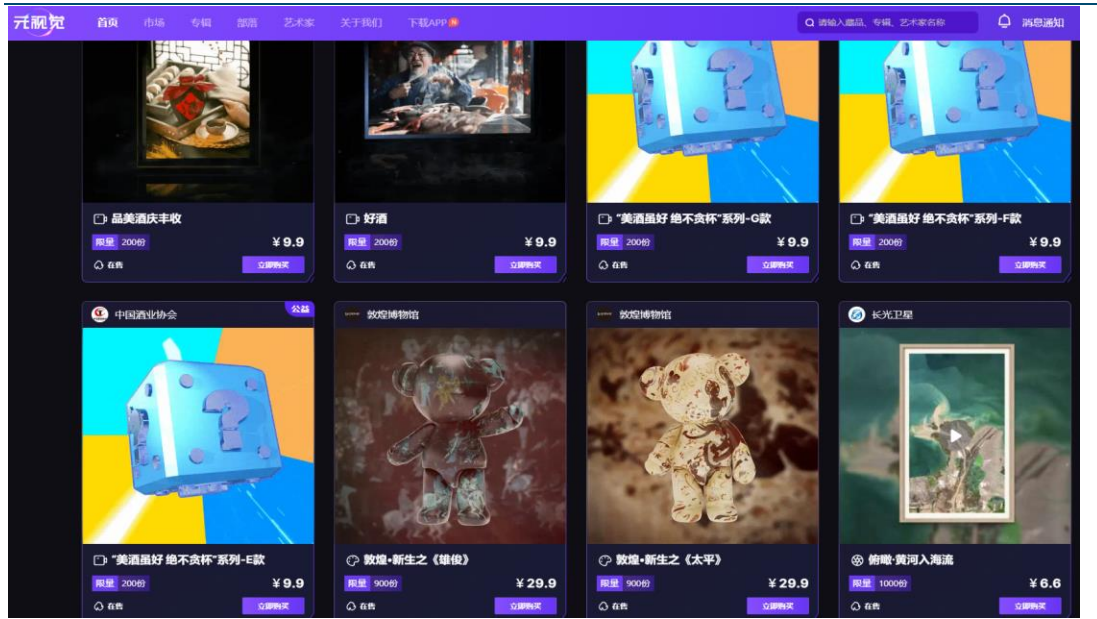 元视觉 首页 市场 专辑 部落 艺术家 关于我们 下载APP 请输入藏品、专辑、艺术家名称 消息通知
品美酒庆丰收 好酒 “美酒虽好 绝不贪杯”系列-G款 “美酒虽好 绝不贪杯”系列-F款
限量 200份 ¥9.9 限量 200份 ¥9.9 限量 200份 ¥9.9 限量 200份 ¥9.9
在售 立即购买 在售 立即购买 在售 立即购买 在售 立即购买
中国酒业协会 公益 敦煌博物馆 敦煌博物馆 长光卫星
“美酒虽好 绝不贪杯”系列-E款 敦煌•新生之《雄俊》 敦煌•新生之《太平》 俯瞰·黄河入海流
限量 200份 ¥9.9 限量 900份 ¥29.9 限量 900份 ¥29.9 限量 1000份 ¥6.6
在售 立即购买 在售 立即购买 在售 立即购买 在售 立即购买